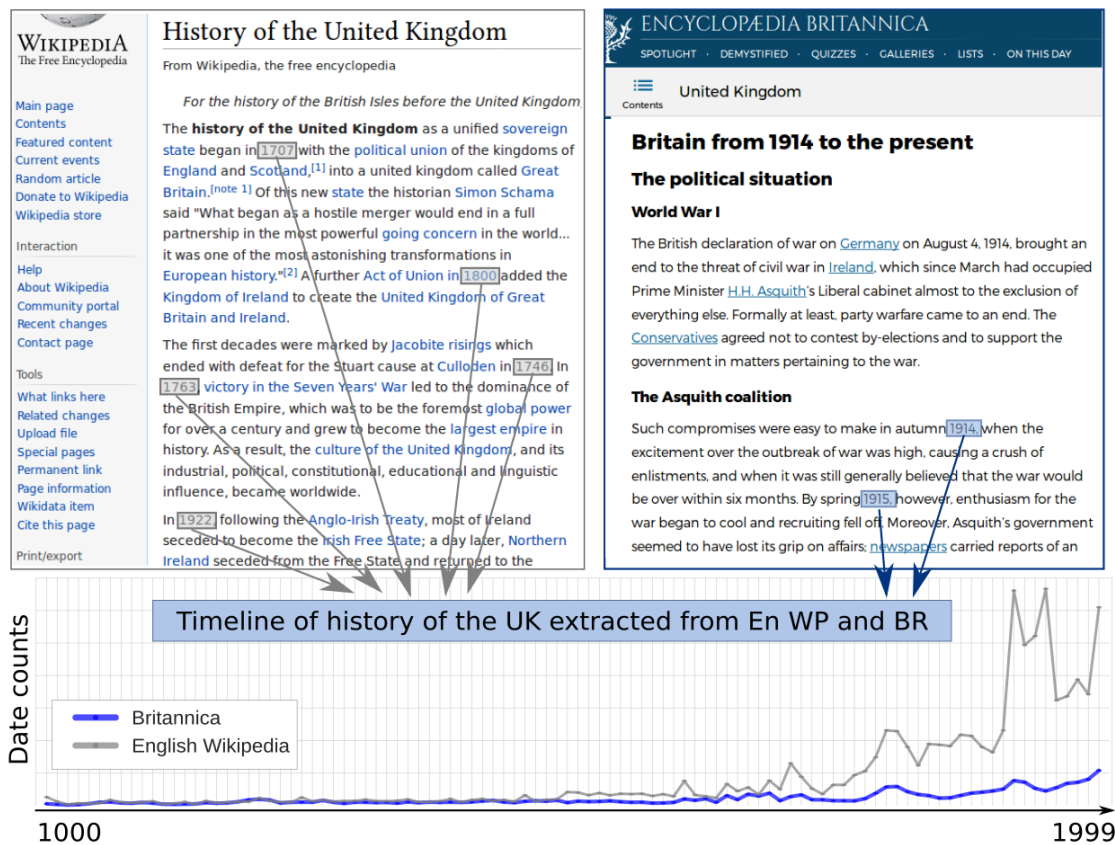 WIKIPEDIA
The Free Encyclopedia
Main page
Contents
Featured content
Current events
Random article
Donate to Wikipedia
Wikipedia store
Interaction
Help
About Wikipedia
Community portal
Recent changes
Contact page
Tools
What links here
Related changes
Upload file
Special pages
Permanent link
Page information
Wikidata item
Cite this page
Print/export
History of the United Kingdom
From Wikipedia, the free encyclopedia
For the history of the British Isles before the United Kingdom,
The history of the United Kingdom as a unified sovereign
state began in 1707 with the political union of the kingdoms of
England and Scotland,[1] into a united kingdom called Great
Britain.[note 1] Of this new state the historian Simon Schama
said "What began as a hostile merger would end in a full
partnership in the most powerful going concern in the world...
it was one of the most astonishing transformations in
European history."[2] A further Act of Union in 1800 added the
Kingdom of Ireland to create the United Kingdom of Great
Britain and Ireland.
The first decades were marked by Jacobite risings which
ended with defeat for the Stuart cause at Culloden in 1746. In
1763, victory in the Seven Years' War led to the dominance of
the British Empire, which was to be the foremost global power
for over a century and grew to become the largest empire in
history. As a result, the culture of the United Kingdom, and its
industrial, political, constitutional, educational and linguistic
influence, became worldwide.
In 1922, following the Anglo-Irish Treaty, most of Ireland
seceded to become the Irish Free State; a day later, Northern
Ireland seceded from the Free State and returned to the
ENCYCLOPÆDIA BRITANNICA
SPOTLIGHT · DEMYSTIFIED · QUIZZES · GALLERIES · LISTS · ON THIS DAY
Contents
United Kingdom
Britain from 1914 to the present
The political situation
World War I
The British declaration of war on Germany on August 4, 1914, brought an
end to the threat of civil war in Ireland, which since March had occupied
Prime Minister H.H. Asquith's Liberal cabinet almost to the exclusion of
everything else. Formally at least, party warfare came to an end. The
Conservatives agreed not to contest by-elections and to support the
government in matters pertaining to the war.
The Asquith coalition
Such compromises were easy to make in autumn 1914, when the
excitement over the outbreak of war was high, causing a crush of
enlistments, and when it was still generally believed that the war would
be over within six months. By spring 1915, however, enthusiasm for the
war began to cool and recruiting fell off. Moreover, Asquith's government
seemed to have lost its grip on affairs; newspapers carried reports of an
Timeline of history of the UK extracted from En WP and BR
Date counts
Britannica
English Wikipedia
1000
1999